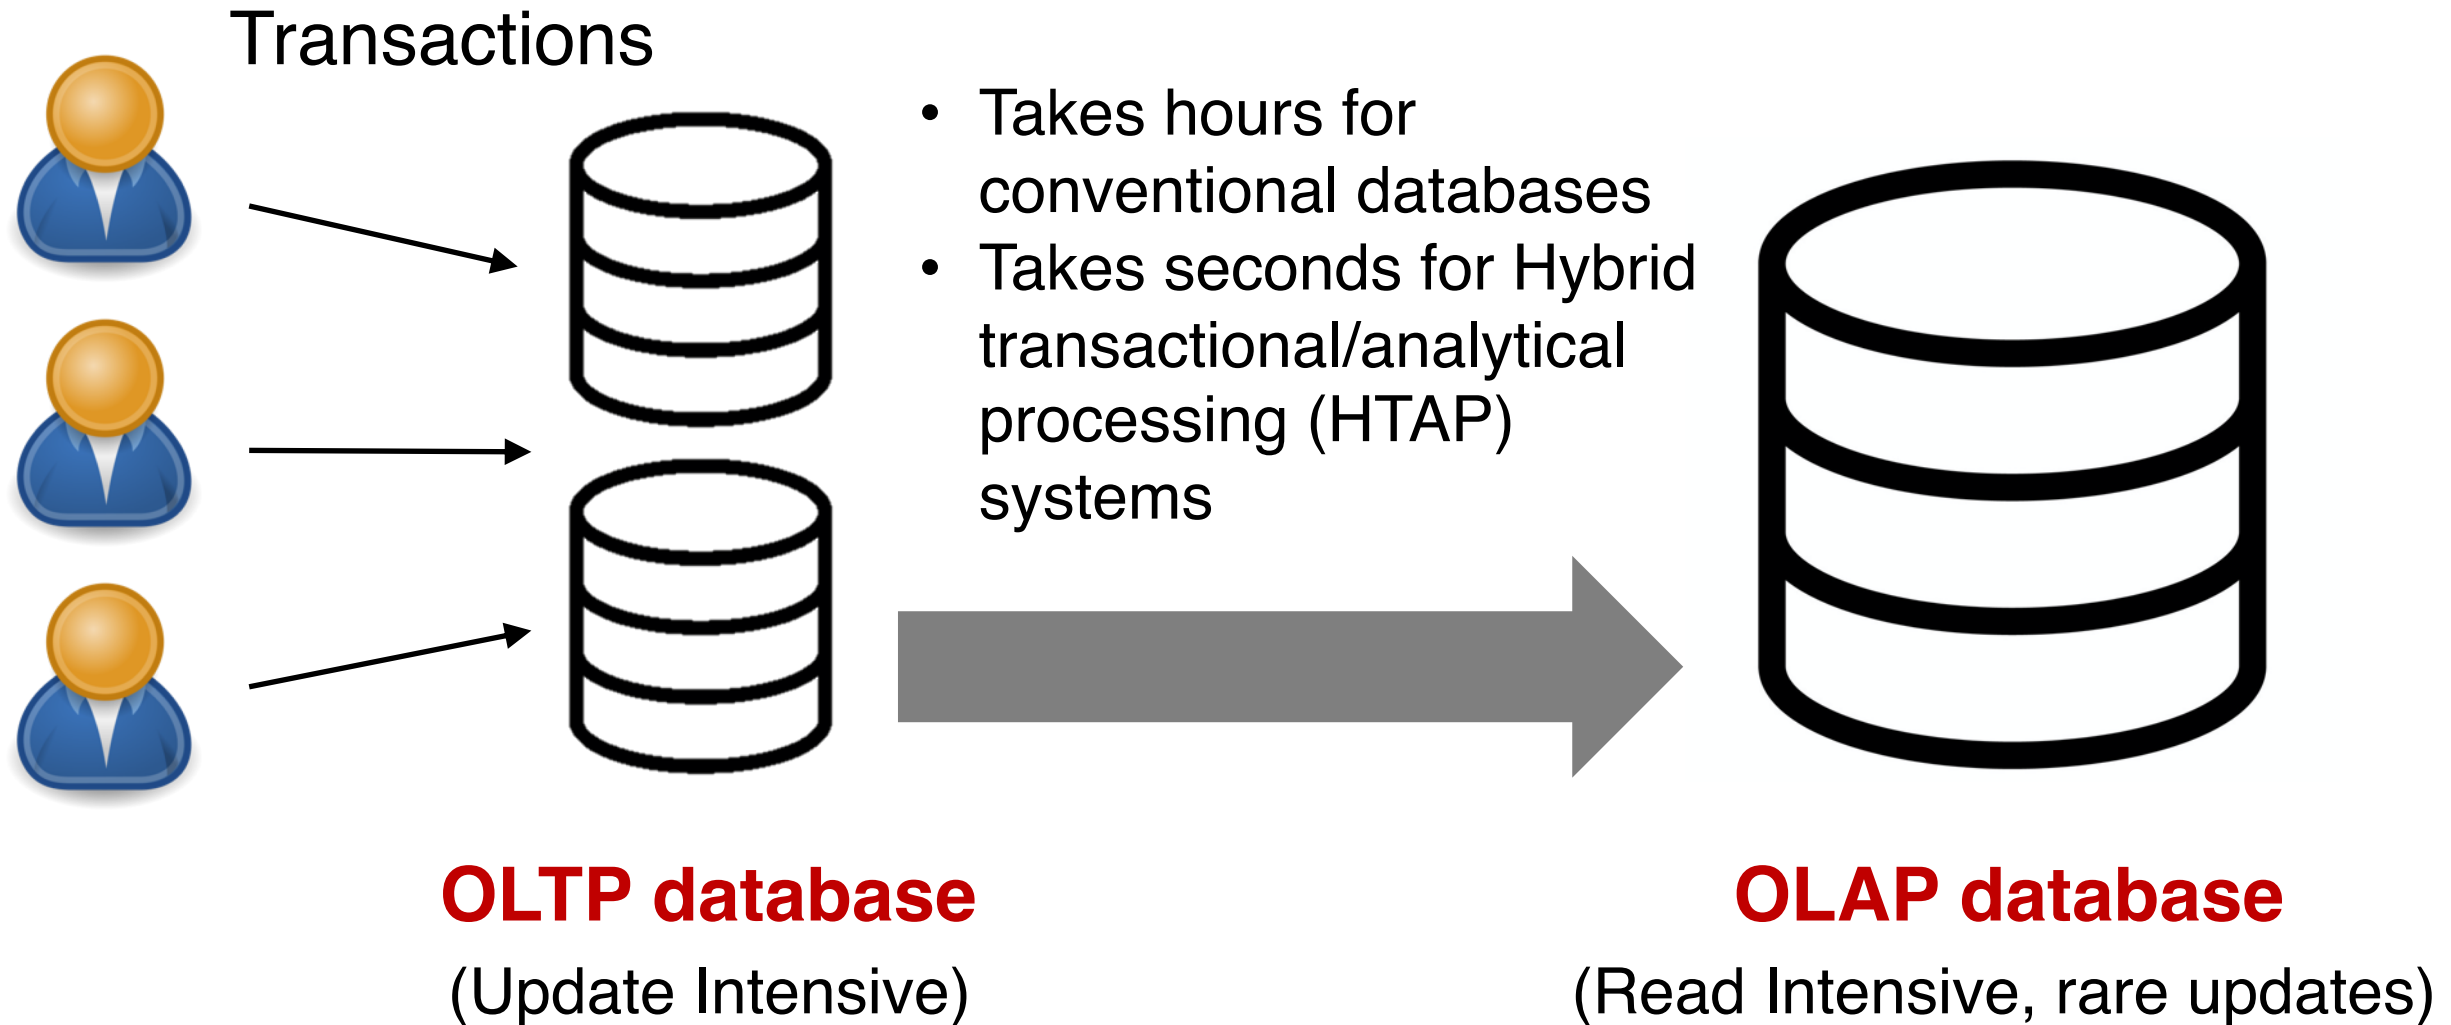 Transactions
• Takes hours for
conventional databases
• Takes seconds for Hybrid
transactional/analytical
processing (HTAP)
systems
OLTP database
(Update Intensive)
OLAP database
(Read Intensive, rare updates)